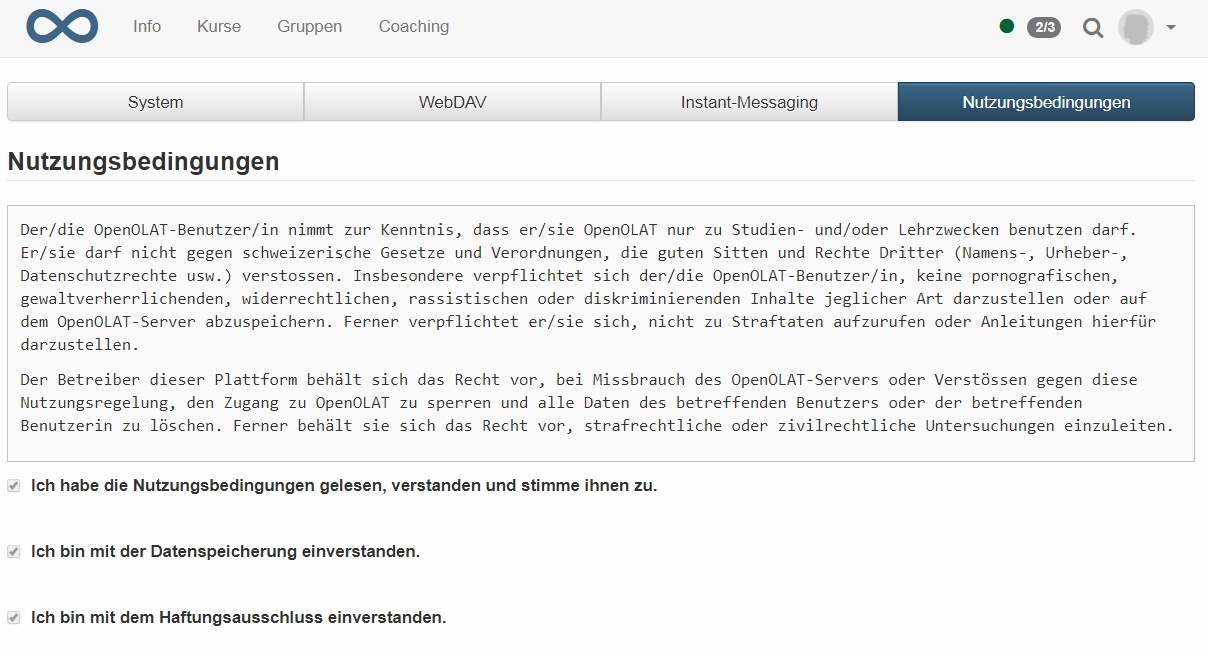 Info Kurse Gruppen Coaching 2/3
System WebDAV Instant-Messaging Nutzungsbedingungen
Nutzungsbedingungen
Der/die OpenOLAT-Benutzer/in nimmt zur Kenntnis, dass er/sie OpenOLAT nur zu Studien- und/oder Lehrzwecken benutzen darf.
Er/sie darf nicht gegen schweizerische Gesetze und Verordnungen, die guten Sitten und Rechte Dritter (Namens-, Urheber-,
Datenschutzrechte usw.) verstossen. Insbesondere verpflichtet sich der/die OpenOLAT-Benutzer/in, keine pornografischen,
gewaltverherrlichenden, widerrechtlichen, rassistischen oder diskriminierenden Inhalte jeglicher Art darzustellen oder auf
dem OpenOLAT-Server abzuspeichern. Ferner verpflichtet er/sie sich, nicht zu Straftaten aufzurufen oder Anleitungen hierfür
darzustellen.
Der Betreiber dieser Plattform behält sich das Recht vor, bei Missbrauch des OpenOLAT-Servers oder Verstössen gegen diese
Nutzungsregelung, den Zugang zu OpenOLAT zu sperren und alle Daten des betreffenden Benutzers oder der betreffenden
Benutzerin zu löschen. Ferner behält sie sich das Recht vor, strafrechtliche oder zivilrechtliche Untersuchungen einzuleiten.
Ich habe die Nutzungsbedingungen gelesen, verstanden und stimme ihnen zu.
Ich bin mit der Datenspeicherung einverstanden.
Ich bin mit dem Haftungsausschluss einverstanden.